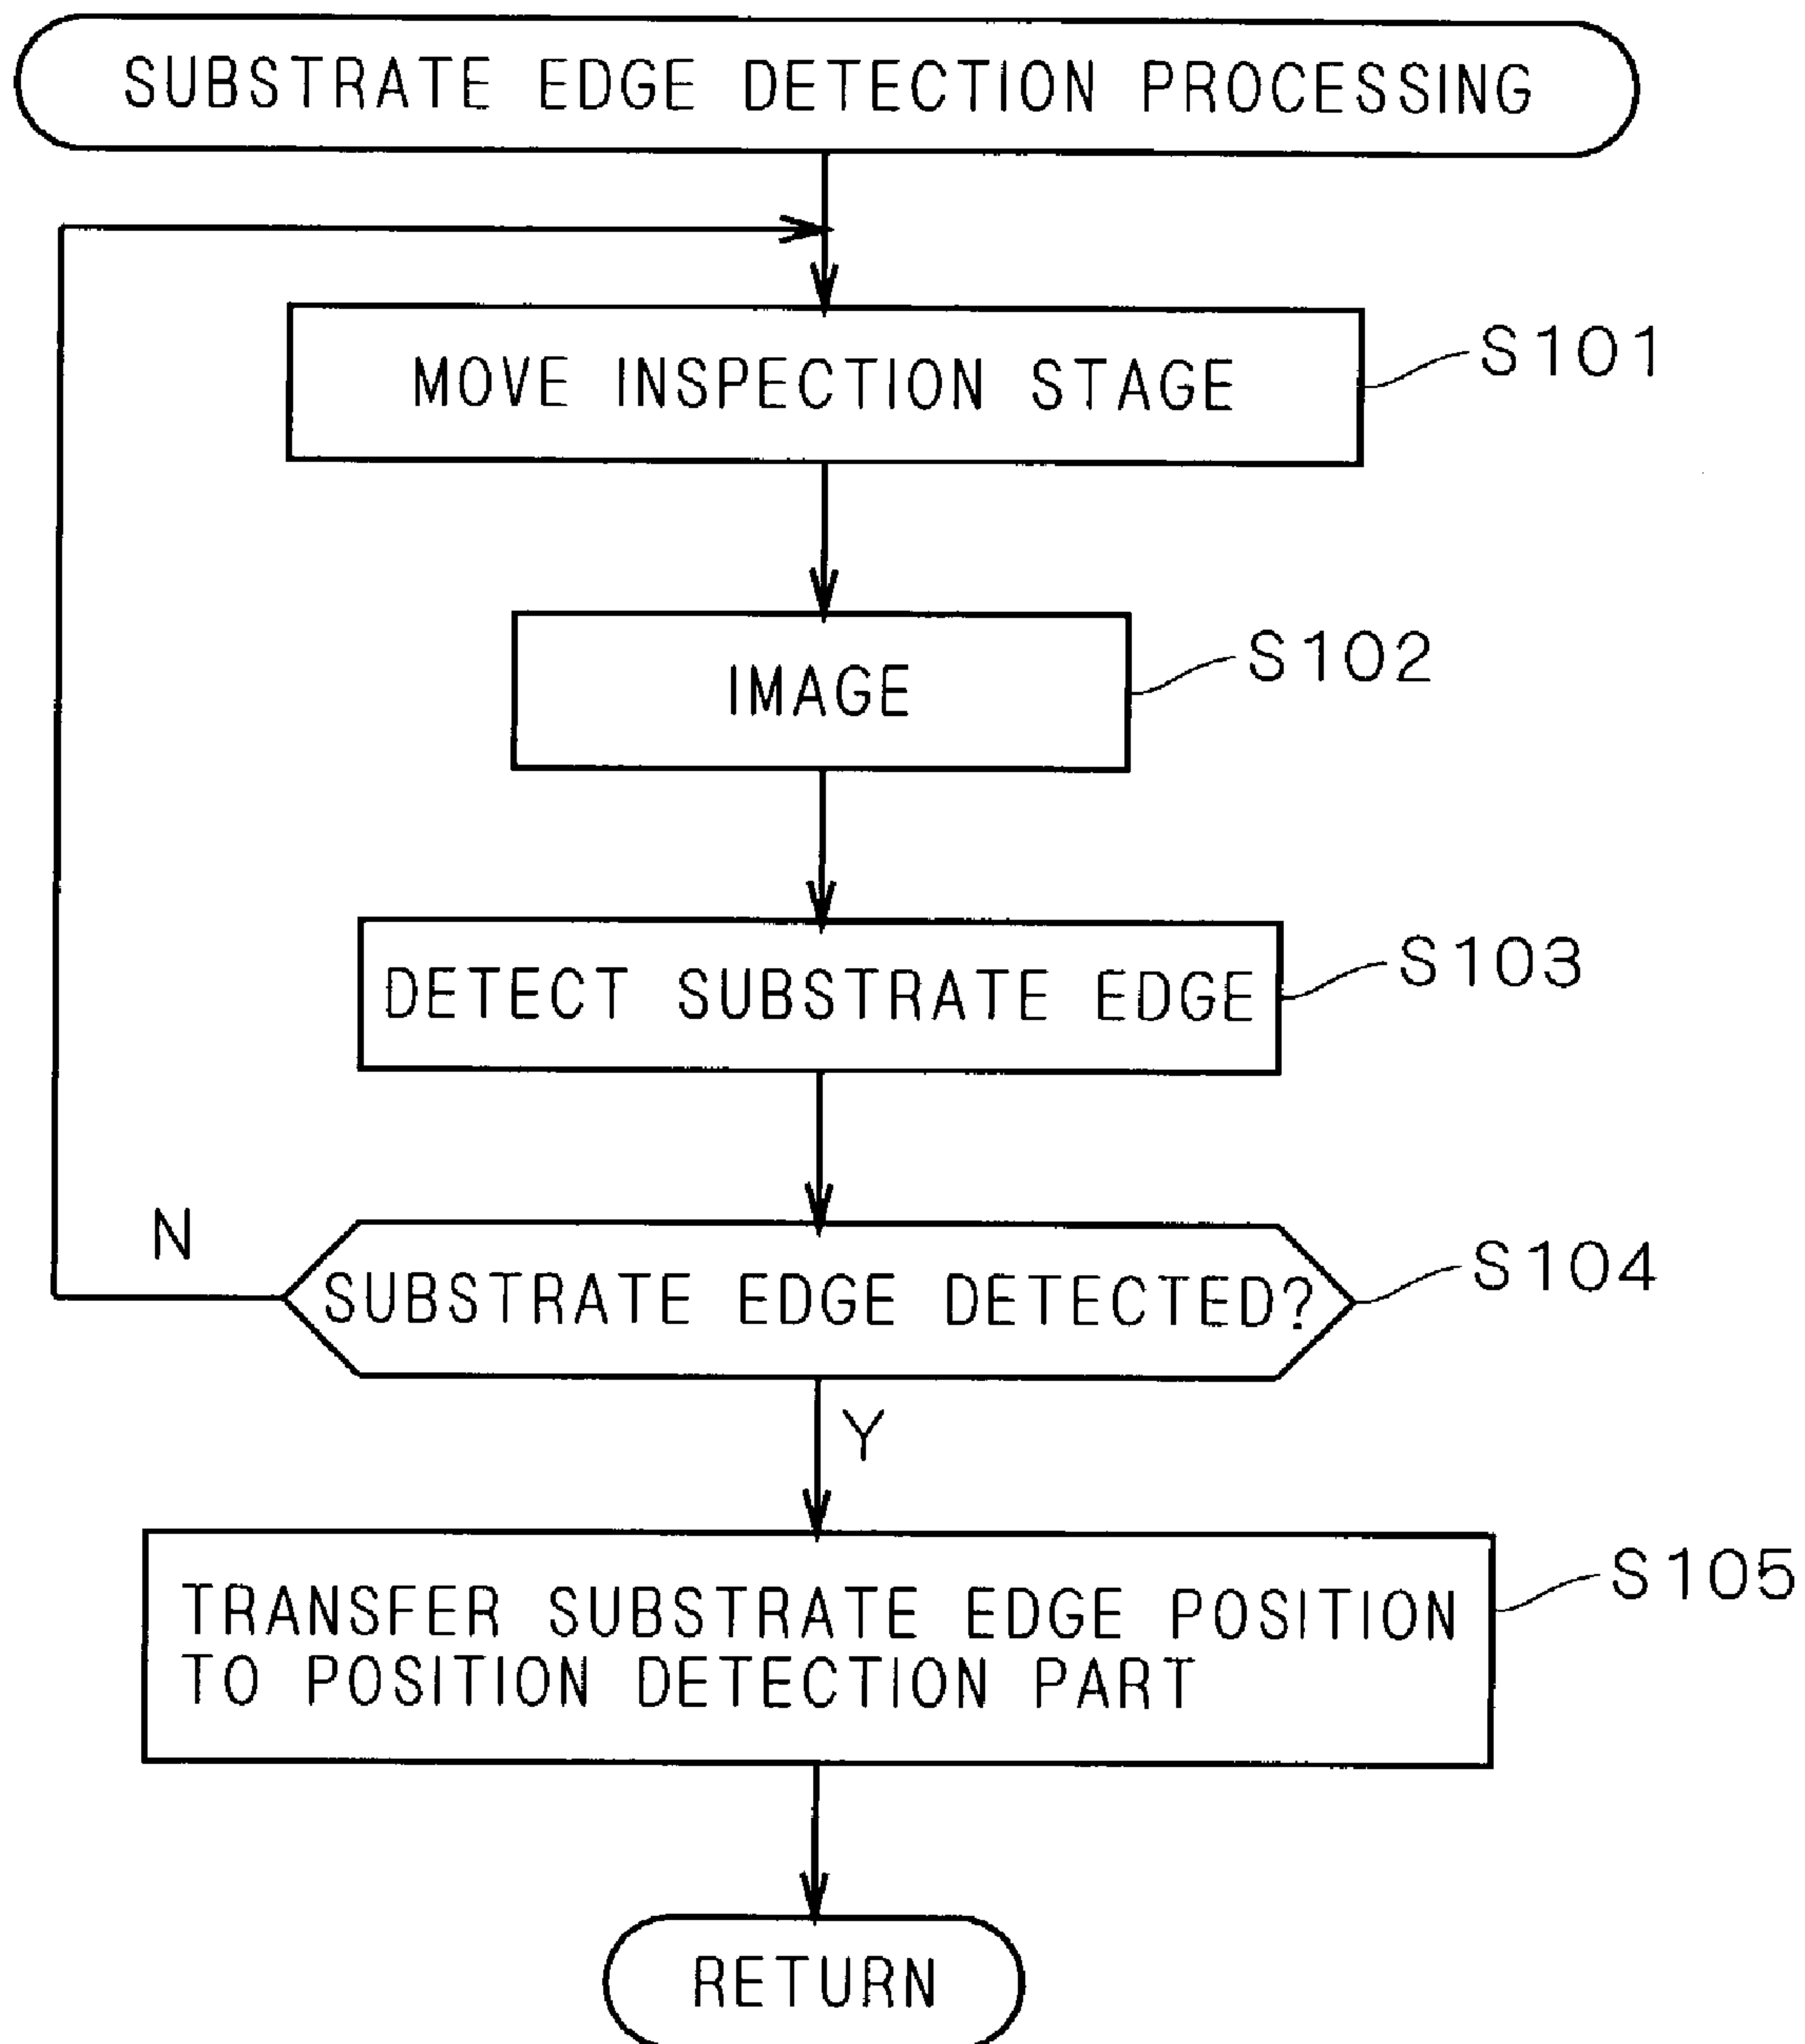 SUBSTRATE EDGE DETECTION PROCESSING
MOVE INSPECTION STAGE
S101
IMAGE
S102
DETECT SUBSTRATE EDGE
S103
N
SUBSTRATE EDGE DETECTED?
S104
Y
TRANSFER SUBSTRATE EDGE POSITION
TO POSITION DETECTION PART
S105
RETURN